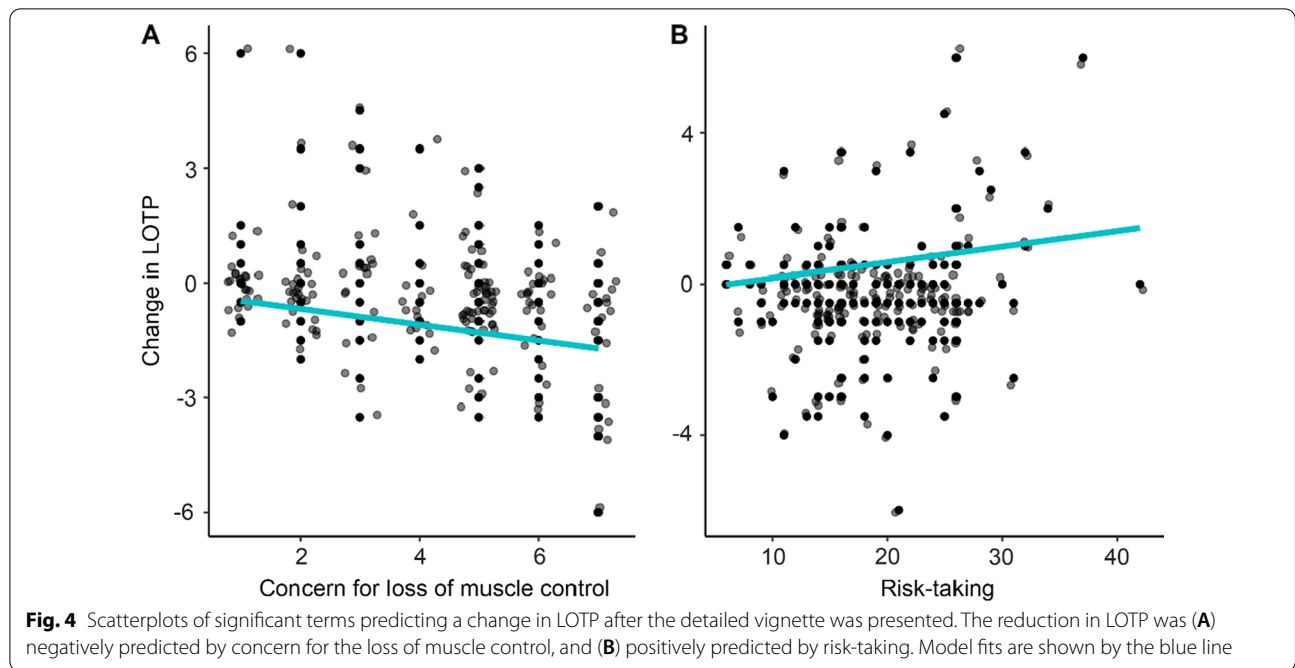 A
B
6
3
0
-3
-6
Change in LOTP
2 4 6
Concern for loss of muscle control
4
0
-4
10 20 30 40
Risk-taking
Fig. 4 Scatterplots of significant terms predicting a change in LOTP after the detailed vignette was presented. The reduction in LOTP was (A)
negatively predicted by concern for the loss of muscle control, and (B) positively predicted by risk-taking. Model fits are shown by the blue line